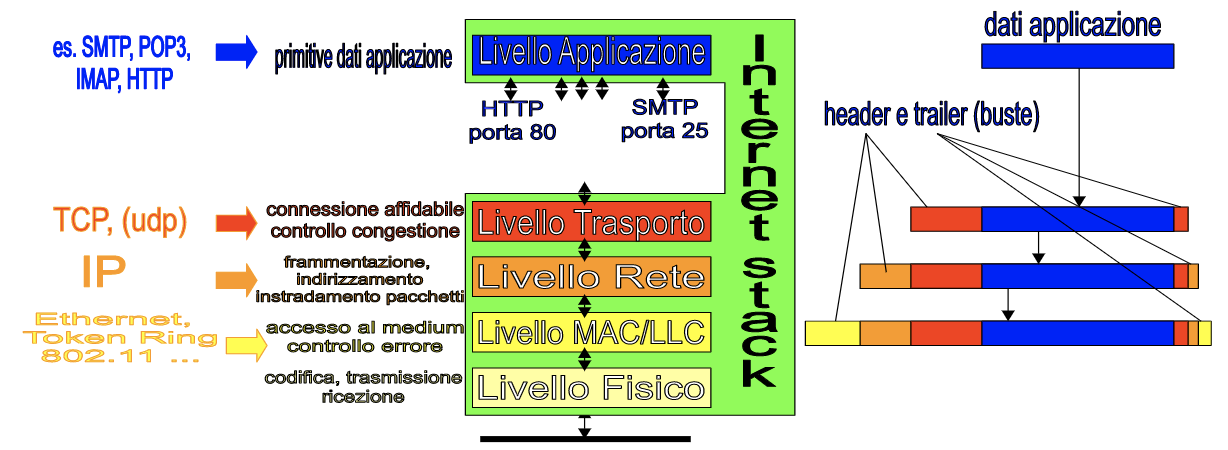 es. SMTP, POP3,
IMAP, HTTP
primitive dati applicazione
Livello Applicazione
HTTP
porta 80
SMTP
porta 25
TCP, (udp)
connessione affidabile
controllo congestione
Livello Trasporto
IP
frammentazione,
indirizzamento
instradamento pacchetti
Livello Rete
Ethernet,
Token Ring
802.11 ...
accesso al medium
controllo errore
Livello MAC/LLC
codifica, trasmissione
ricezione
Livello Fisico
Internet stack
dati applicazione
header e trailer (buste)